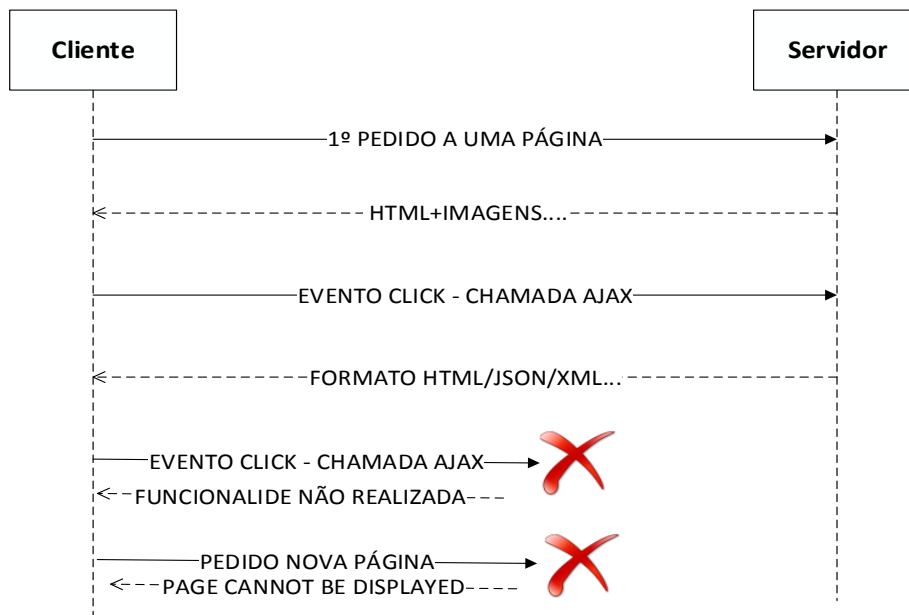 Cliente
Servidor
1º PEDIDO A UMA PÁGINA
HTML+IMAGENS....
EVENTO CLICK - CHAMADA AJAX
FORMATO HTML/JSON/XML...
EVENTO CLICK - CHAMADA AJAX
FUNCIONALIDE NÃO REALIZADA
PEDIDO NOVA PÁGINA
PAGE CANNOT BE DISPLAYED